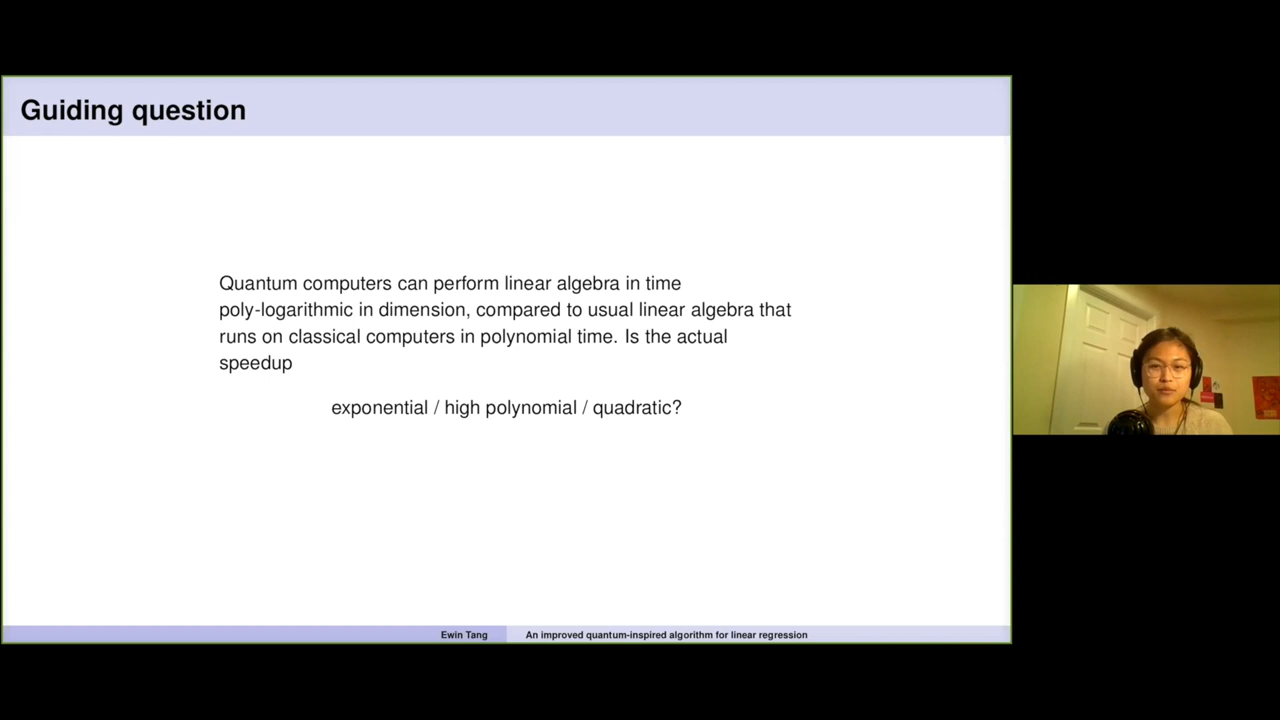 Guiding question
Quantum computers can perform linear algebra in time
poly-logarithmic in dimension, compared to usual linear algebra that
runs on classical computers in polynomial time. Is the actual
speedup
exponential / high polynomial / quadratic?
Ewin Tang An improved quantum-inspired algorithm for linear regression